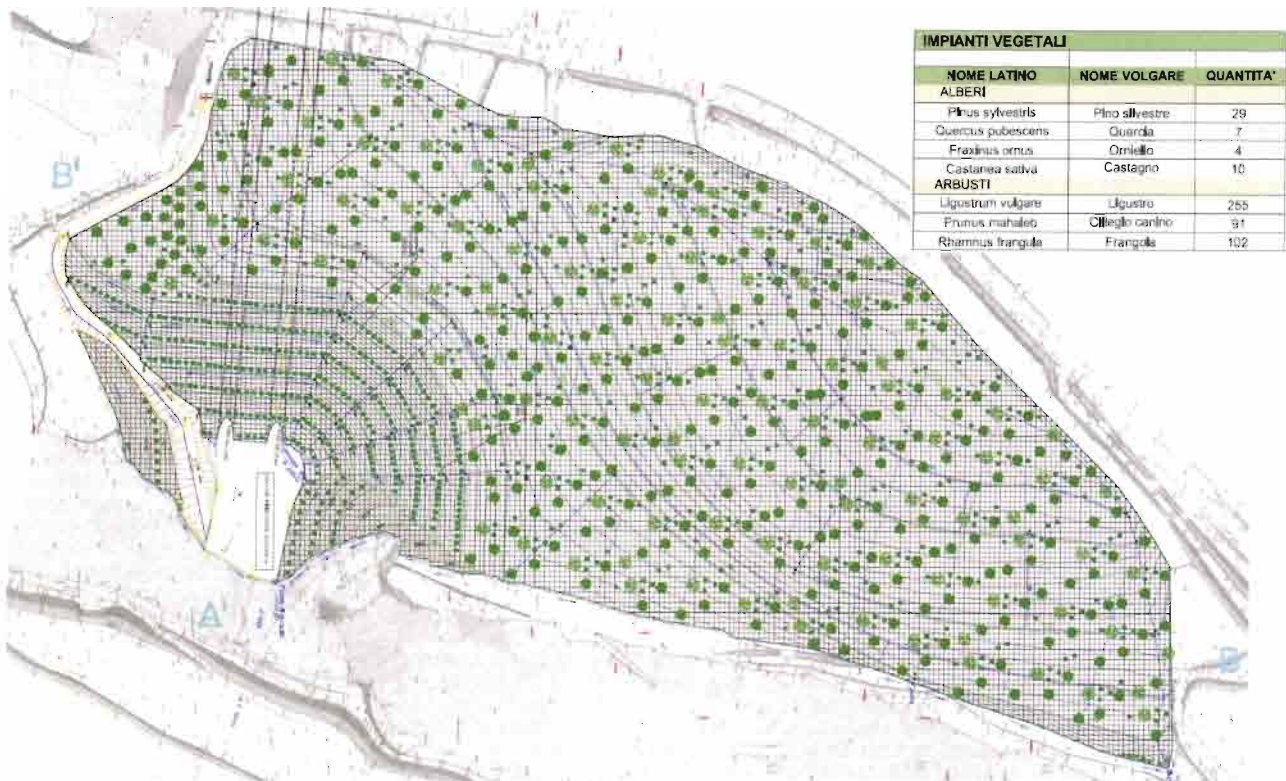 IMPIANTI VEGETALI
NOME LATINO NOME VOLGARE QUANTITA'
ALBERI
Pinus sylvestris Pino silvestre 29
Quercus pubescens Quercia 7
Fraxinus ornus Orniello 4
Castanea sativa Castagno 10
ARBUSTI
Ligustrum vulgare Ligustro 255
Prunus mahaleb Ciliegio canino 91
Rhamnus frangula Frangola 102
B'
A'
B